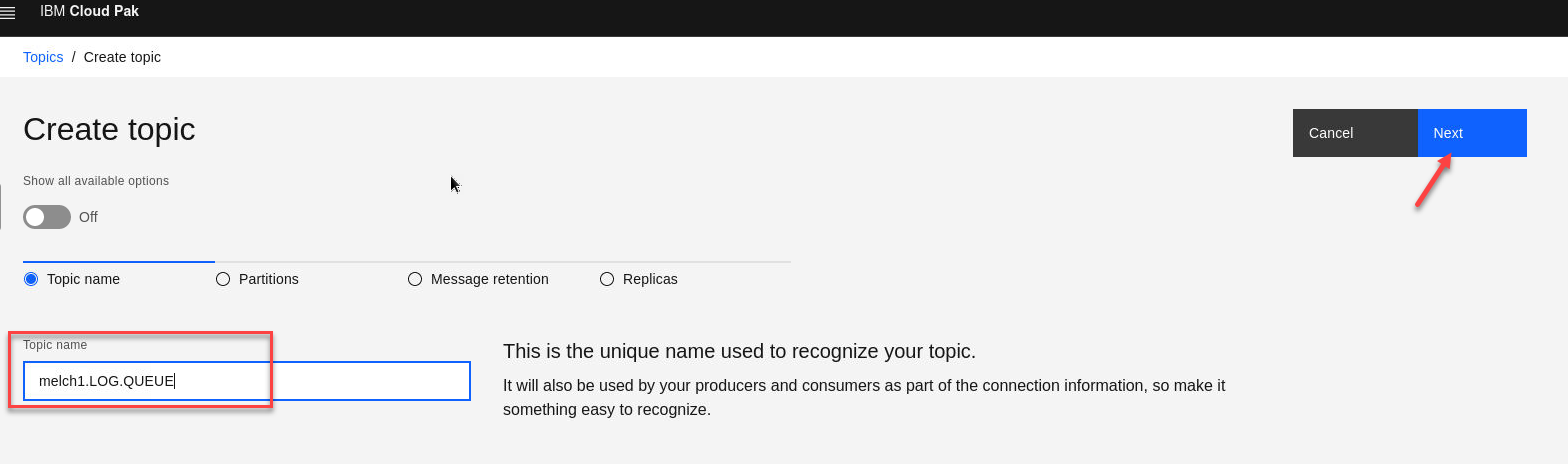 IBM Cloud Pak
Topics / Create topic
Create topic
Cancel
Next
Show all available options
Off
Topic name
Partitions
Message retention
Replicas
Topic name
melch1.LOG.QUEUE
This is the unique name used to recognize your topic.
It will also be used by your producers and consumers as part of the connection information, so make it
something easy to recognize.